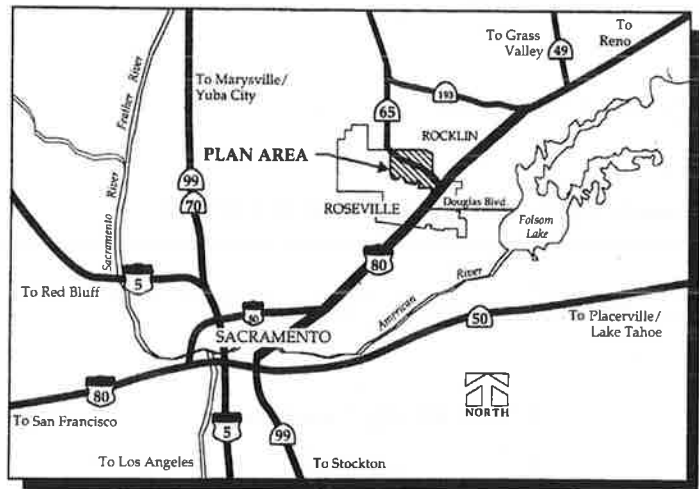 To Grass
Valley
49
To
Reno
Feather River
To Marysville/
Yuba City
65
193
ROCKLIN
PLAN AREA
99
70
Sacramento River
ROSEVILLE
Douglas Blvd.
Folsom
Lake
80
5
To Red Bluff
American River
SACRAMENTO
50
To Placerville/
Lake Tahoe
80
To San Francisco
NORTH
5
99
To Los Angeles
To Stockton